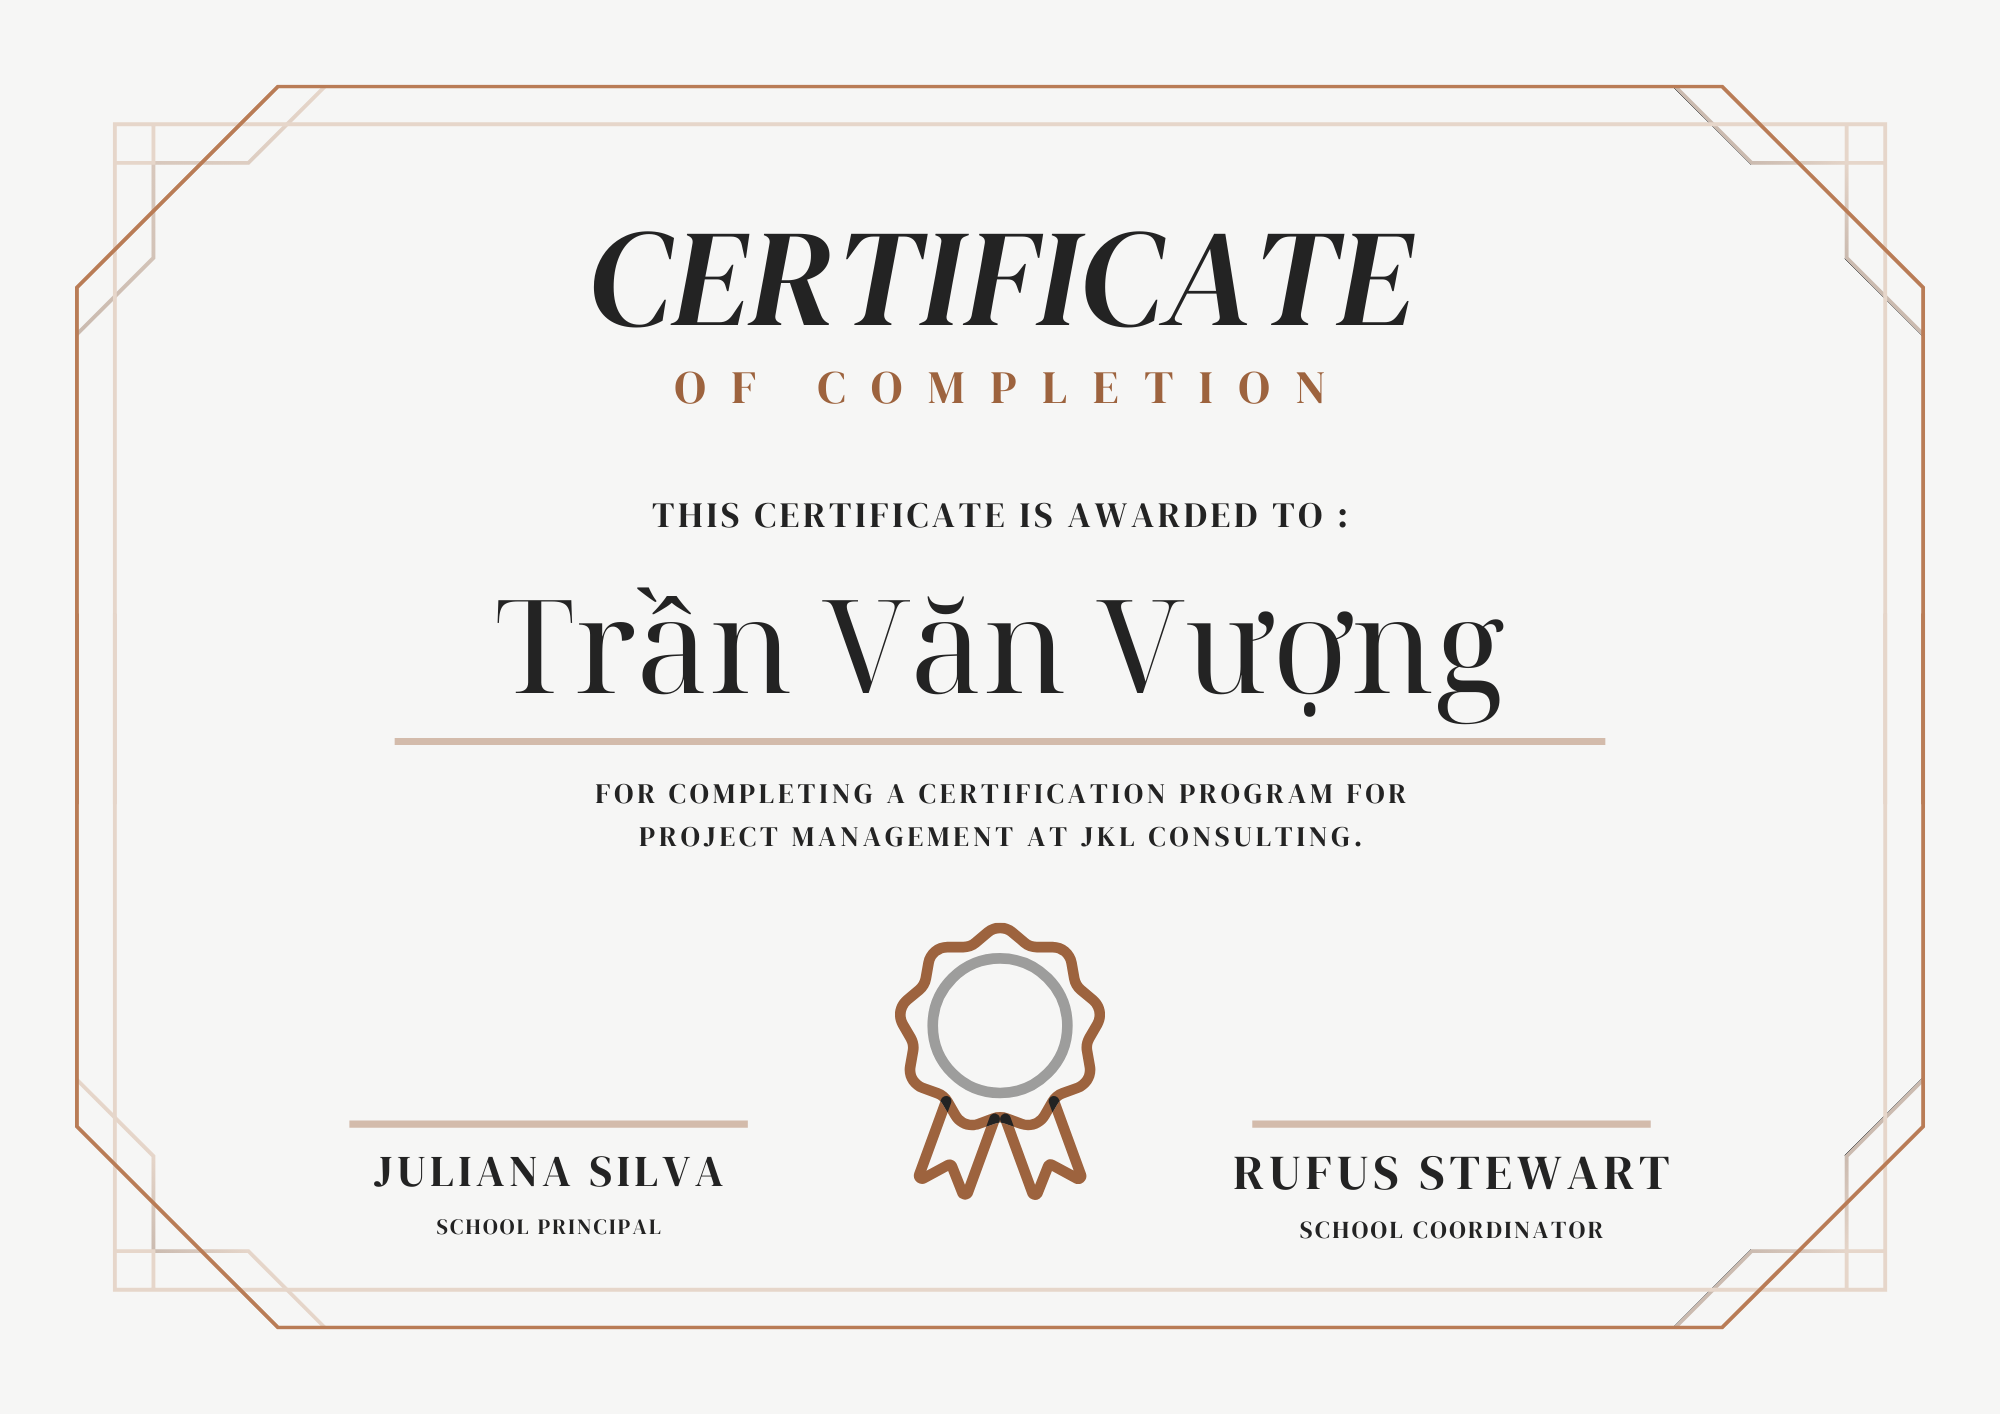 CERTIFICATE
OF COMPLETION
THIS CERTIFICATE IS AWARDED TO :
Trần Văn Vượng
FOR COMPLETING A CERTIFICATION PROGRAM FOR
PROJECT MANAGEMENT AT JKL CONSULTING.
JULIANA SILVA
SCHOOL PRINCIPAL
RUFUS STEWART
SCHOOL COORDINATOR